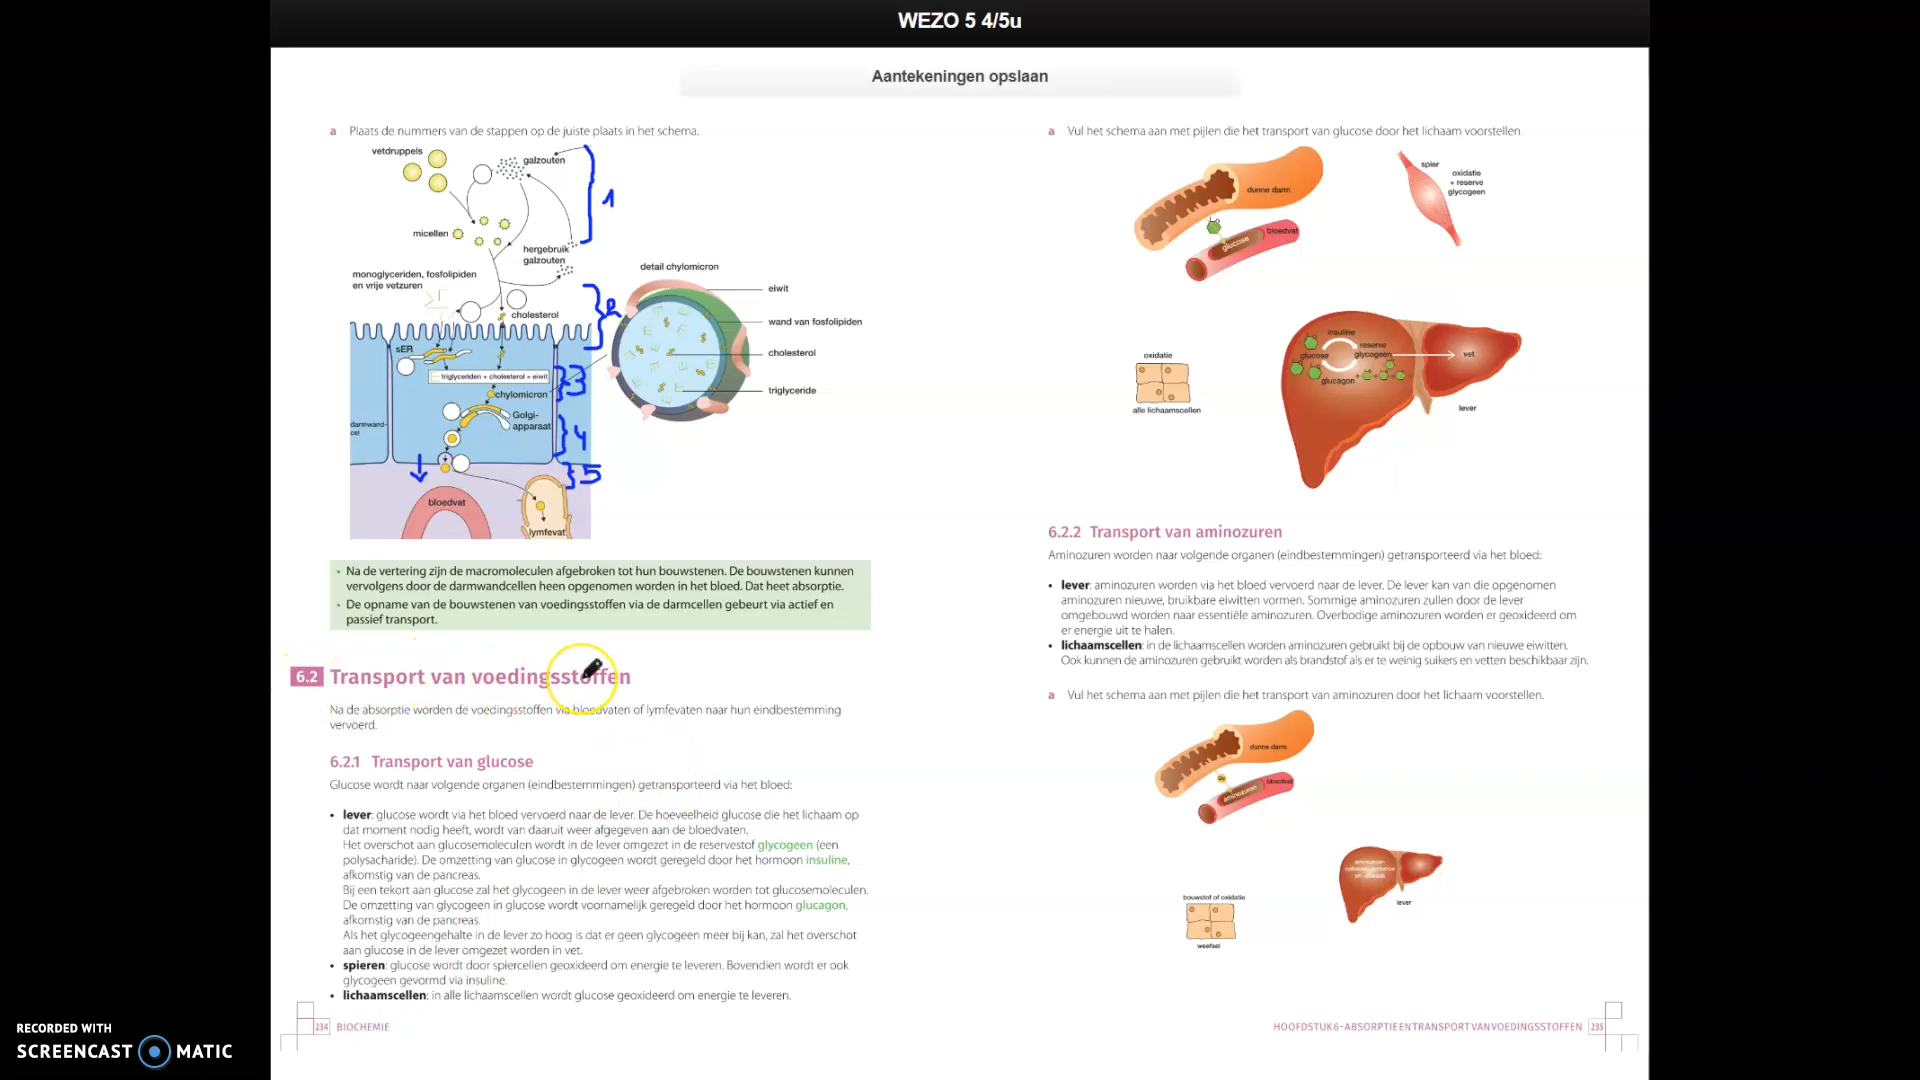 WEZO 5 4/5u
Aantekeningen opslaan
a Plaats de nummers van de stappen op de juiste plaats in het schema.
vetdruppels
galzouten
1
micellen
hergebruik
galzouten
monoglyceriden, fosfolipiden
en vrije vetzuren
2
cholesterol
sER
triglyceriden + cholesterol + eiwit
3
chylomicron
Golgi-
apparaat
4
darmwand-
cel
5
bloedvat
lymfevat
detail chylomicron
eiwit
wand van fosfolipiden
cholesterol
triglyceride
• Na de vertering zijn de macromoleculen afgebroken tot hun bouwstenen. De bouwstenen kunnen
vervolgens door de darmwandcellen heen opgenomen worden in het bloed. Dat heet absorptie.
• De opname van de bouwstenen van voedingsstoffen via de darmcellen gebeurt via actief en
passief transport.
6.2 Transport van voedingsstoffen
Na de absorptie worden de voedingsstoffen via bloedvaten of lymfevaten naar hun eindbestemming
vervoerd.
6.2.1 Transport van glucose
Glucose wordt naar volgende organen (eindbestemmingen) getransporteerd via het bloed:
• lever: glucose wordt via het bloed vervoerd naar de lever. De hoeveelheid glucose die het lichaam op
dat moment nodig heeft, wordt van daaruit weer afgegeven aan de bloedvaten.
Het overschot aan glucosemoleculen wordt in de lever omgezet in de reservestof glycogeen (een
polysacharide). De omzetting van glucose in glycogeen wordt geregeld door het hormoon insuline,
afkomstig van de pancreas.
Bij een tekort aan glucose zal het glycogeen in de lever weer afgebroken worden tot glucosemoleculen.
De omzetting van glycogeen in glucose wordt voornamelijk geregeld door het hormoon glucagon,
afkomstig van de pancreas.
Als het glycogeengehalte in de lever zo hoog is dat er geen glycogeen meer bij kan, zal het overschot
aan glucose in de lever omgezet worden in vet.
• spieren: glucose wordt door spiercellen geoxideerd om energie te leveren. Bovendien wordt er ook
glycogeen gevormd via insuline.
• lichaamscellen: in alle lichaamscellen wordt glucose geoxideerd om energie te leveren.
234 BIOCHEMIE
a Vul het schema aan met pijlen die het transport van glucose door het lichaam voorstellen.
dunne darm
bloedvat
glucose
spier
oxidatie
+ reserve
glycogeen
oxidatie
alle lichaamscellen
insuline
reserve
glucose
glycogeen
vet
glucagon
lever
6.2.2 Transport van aminozuren
Aminozuren worden naar volgende organen (eindbestemmingen) getransporteerd via het bloed:
• lever: aminozuren worden via het bloed vervoerd naar de lever. De lever kan van die opgenomen
aminozuren nieuwe, bruikbare eiwitten vormen. Sommige aminozuren zullen door de lever
omgebouwd worden naar essentiële aminozuren. Overbodige aminozuren worden er geoxideerd om
er energie uit te halen.
• lichaamscellen: in de lichaamscellen worden aminozuren gebruikt bij de opbouw van nieuwe eiwitten.
Ook kunnen de aminozuren gebruikt worden als brandstof als er te weinig suikers en vetten beschikbaar zijn.
a Vul het schema aan met pijlen die het transport van aminozuren door het lichaam voorstellen.
dunne darm
bloedvat
aminozuren
bouwstof of oxidatie
weefsel
lever
HOOFDSTUK 6 - ABSORPTIE EN TRANSPORT VAN VOEDINGSSTOFFEN 235
RECORDED WITH
SCREENCAST MATIC